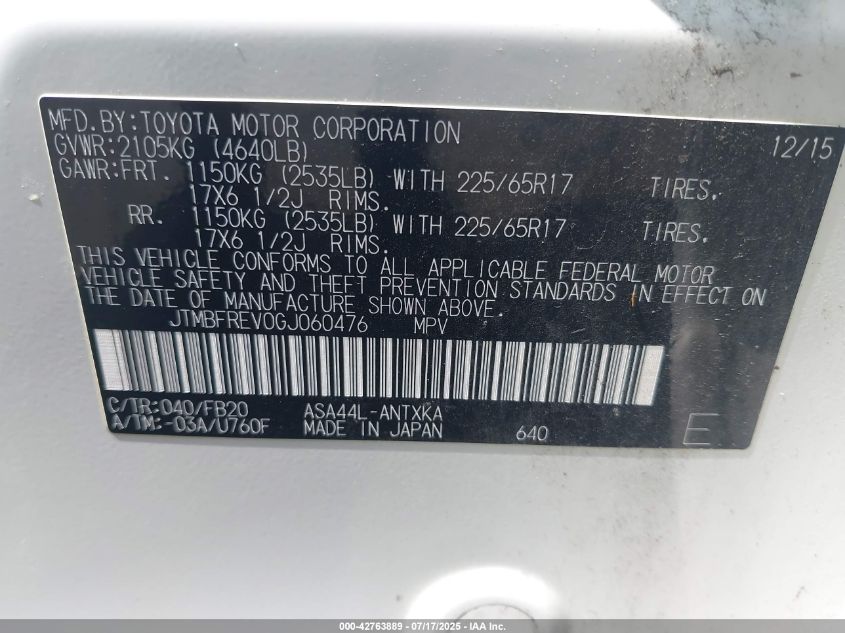 MFD.BY:TOYOTA MOTOR CORPORATION 12/15
GVWR:2105KG (4640LB)
GAWR:FRT. 1150KG (2535LB) WITH 225/65R17 TIRES,
17X6 1/2J RIMS.
RR. 1150KG (2535LB) WITH 225/65R17 TIRES,
17X6 1/2J RIMS.
THIS VEHICLE CONFORMS TO ALL APPLICABLE FEDERAL MOTOR
VEHICLE SAFETY AND THEFT PREVENTION STANDARDS IN EFFECT ON
THE DATE OF MANUFACTURE SHOWN ABOVE.
JTMBFREV0GJ060476 MPV
C/TR:040/FB20 ASA44L-ANTXKA
A/TM:-03A/U760F MADE IN JAPAN 640 E
000-42763889 - 07/17/2025 - IAA Inc.